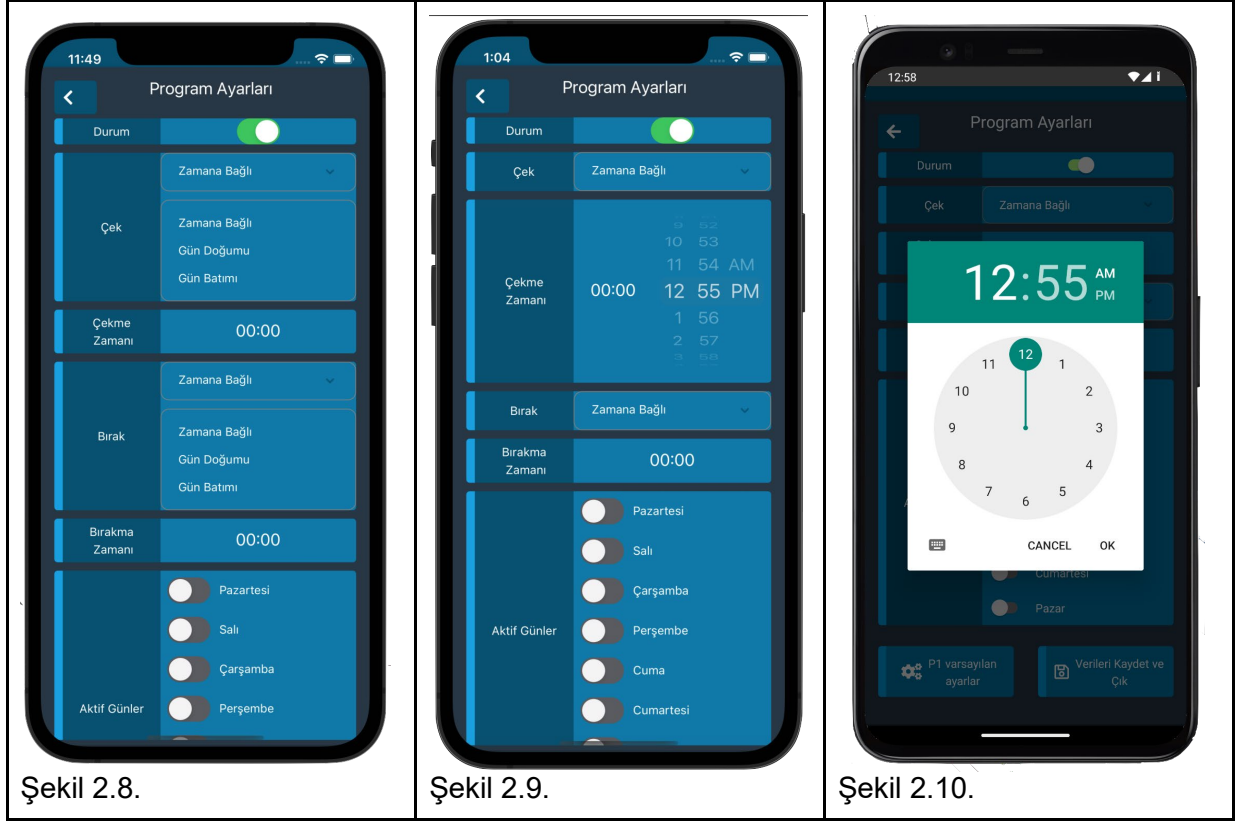 11:49
Program Ayarları
Durum
Zamana Bağlı
Çek
Zamana Bağlı
Gün Doğumu
Gün Batımı
Çekme
Zamanı
00:00
Zamana Bağlı
Bırak
Zamana Bağlı
Gün Doğumu
Gün Batımı
Bırakma
Zamanı
00:00
Aktif Günler
Pazartesi
Salı
Çarşamba
Perşembe
Şekil 2.8.
1:04
Program Ayarları
Durum
Çek
Zamana Bağlı
Çekme
Zamanı
00:00
9 52
10 53
11 54 AM
12 55 PM
1 56
2 57
3 58
Bırak
Zamana Bağlı
Bırakma
Zamanı
00:00
Aktif Günler
Pazartesi
Salı
Çarşamba
Perşembe
Cuma
Cumartesi
Şekil 2.9.
12:58
Program Ayarları
Durum
Çek
Zamana Bağlı
12:55 AM
PM
12
1
2
3
4
5
6
7
8
9
10
11
CANCEL OK
Cumartesi
Pazar
P1 varsayılan
ayarlar
Verileri Kaydet ve
Çık
Şekil 2.10.